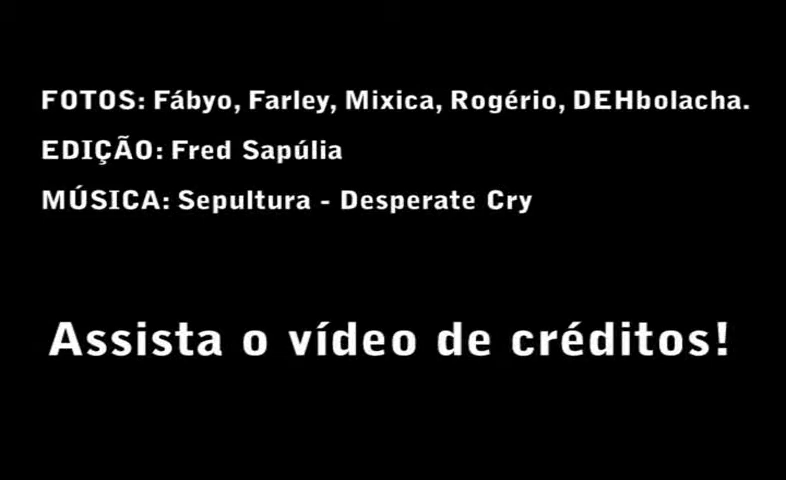 FOTOS: Fábyo, Farley, Mixica, Rogério, DEHbolacha.
EDIÇÃO: Fred Sapúlia
MÚSICA: Sepultura - Desperate Cry
Assista o vídeo de créditos!